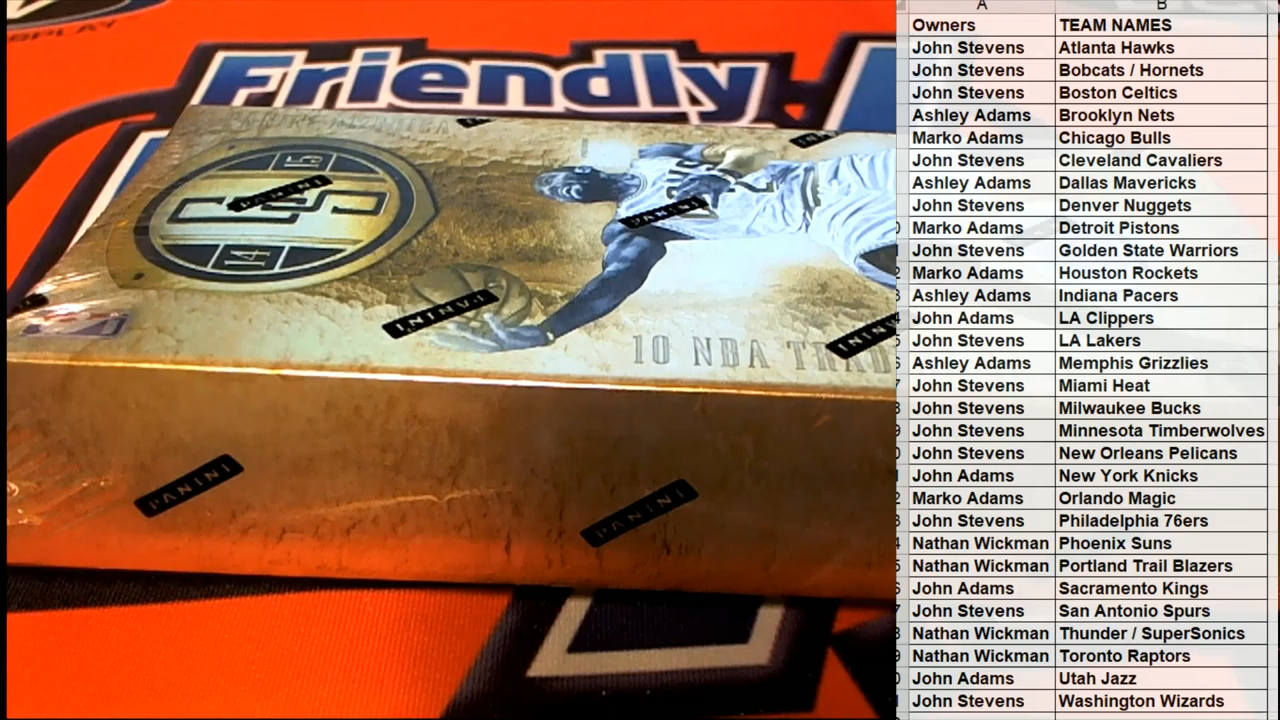 Friendly
15
PANINI
GS
14
PANINI
PANINI
10 NBA TRAD
PANINI
PANINI
A B
Owners TEAM NAMES
John Stevens Atlanta Hawks
John Stevens Bobcats / Hornets
John Stevens Boston Celtics
Ashley Adams Brooklyn Nets
Marko Adams Chicago Bulls
John Stevens Cleveland Cavaliers
Ashley Adams Dallas Mavericks
John Stevens Denver Nuggets
Marko Adams Detroit Pistons
John Stevens Golden State Warriors
Marko Adams Houston Rockets
Ashley Adams Indiana Pacers
John Adams LA Clippers
John Stevens LA Lakers
Ashley Adams Memphis Grizzlies
John Stevens Miami Heat
John Stevens Milwaukee Bucks
John Stevens Minnesota Timberwolves
John Stevens New Orleans Pelicans
John Adams New York Knicks
Marko Adams Orlando Magic
John Stevens Philadelphia 76ers
Nathan Wickman Phoenix Suns
Nathan Wickman Portland Trail Blazers
John Adams Sacramento Kings
John Stevens San Antonio Spurs
Nathan Wickman Thunder / SuperSonics
Nathan Wickman Toronto Raptors
John Adams Utah Jazz
John Stevens Washington Wizards